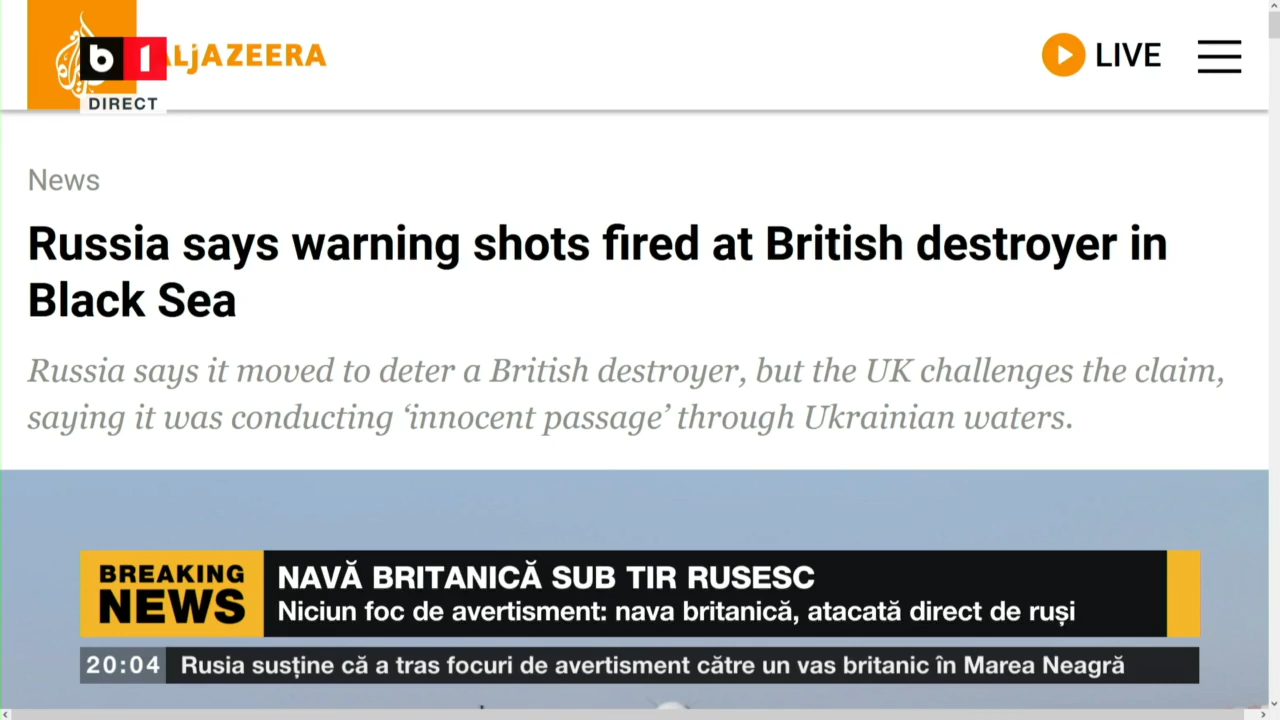 b1
DIRECT
ALjAZEERA
LIVE
News
Russia says warning shots fired at British destroyer in
Black Sea
Russia says it moved to deter a British destroyer, but the UK challenges the claim,
saying it was conducting ‘innocent passage’ through Ukrainian waters.
BREAKING
NEWS
NAVĂ BRITANICĂ SUB TIR RUSESC
Niciun foc de avertisment: nava britanică, atacată direct de ruși
20:04 Rusia susține că a tras focuri de avertisment către un vas britanic în Marea Neagră